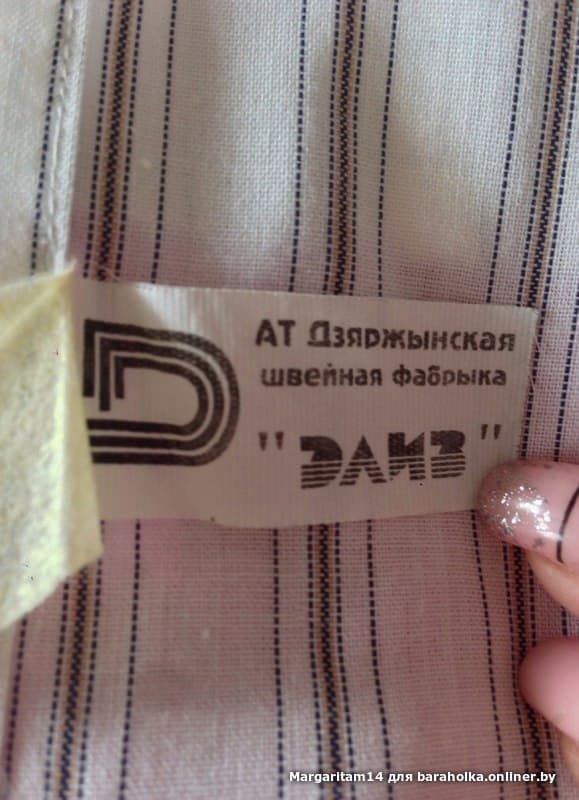 АТ Дзяржынская
швейная фабрыка
"ЭЛИЗ"
Margaritam14 для baraholka.onliner.by